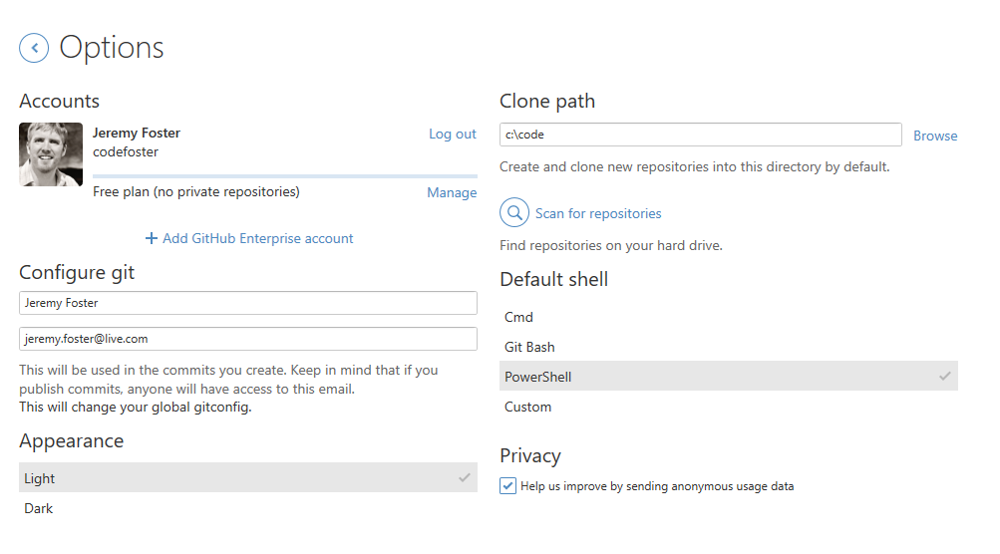 Options
Accounts
Jeremy Foster
Log out
codefoster
Free plan (no private repositories)
Manage
Add GitHub Enterprise account
Configure git
Jeremy Foster
jeremy.foster@live.com
This will be used in the commits you create. Keep in mind that if you
publish commits, anyone will have access to this email.
This will change your global gitconfig.
Appearance
Light
Dark
Clone path
c:\code
Browse
Create and clone new repositories into this directory by default.
Scan for repositories
Find repositories on your hard drive.
Default shell
Cmd
Git Bash
PowerShell
Custom
Privacy
Help us improve by sending anonymous usage data